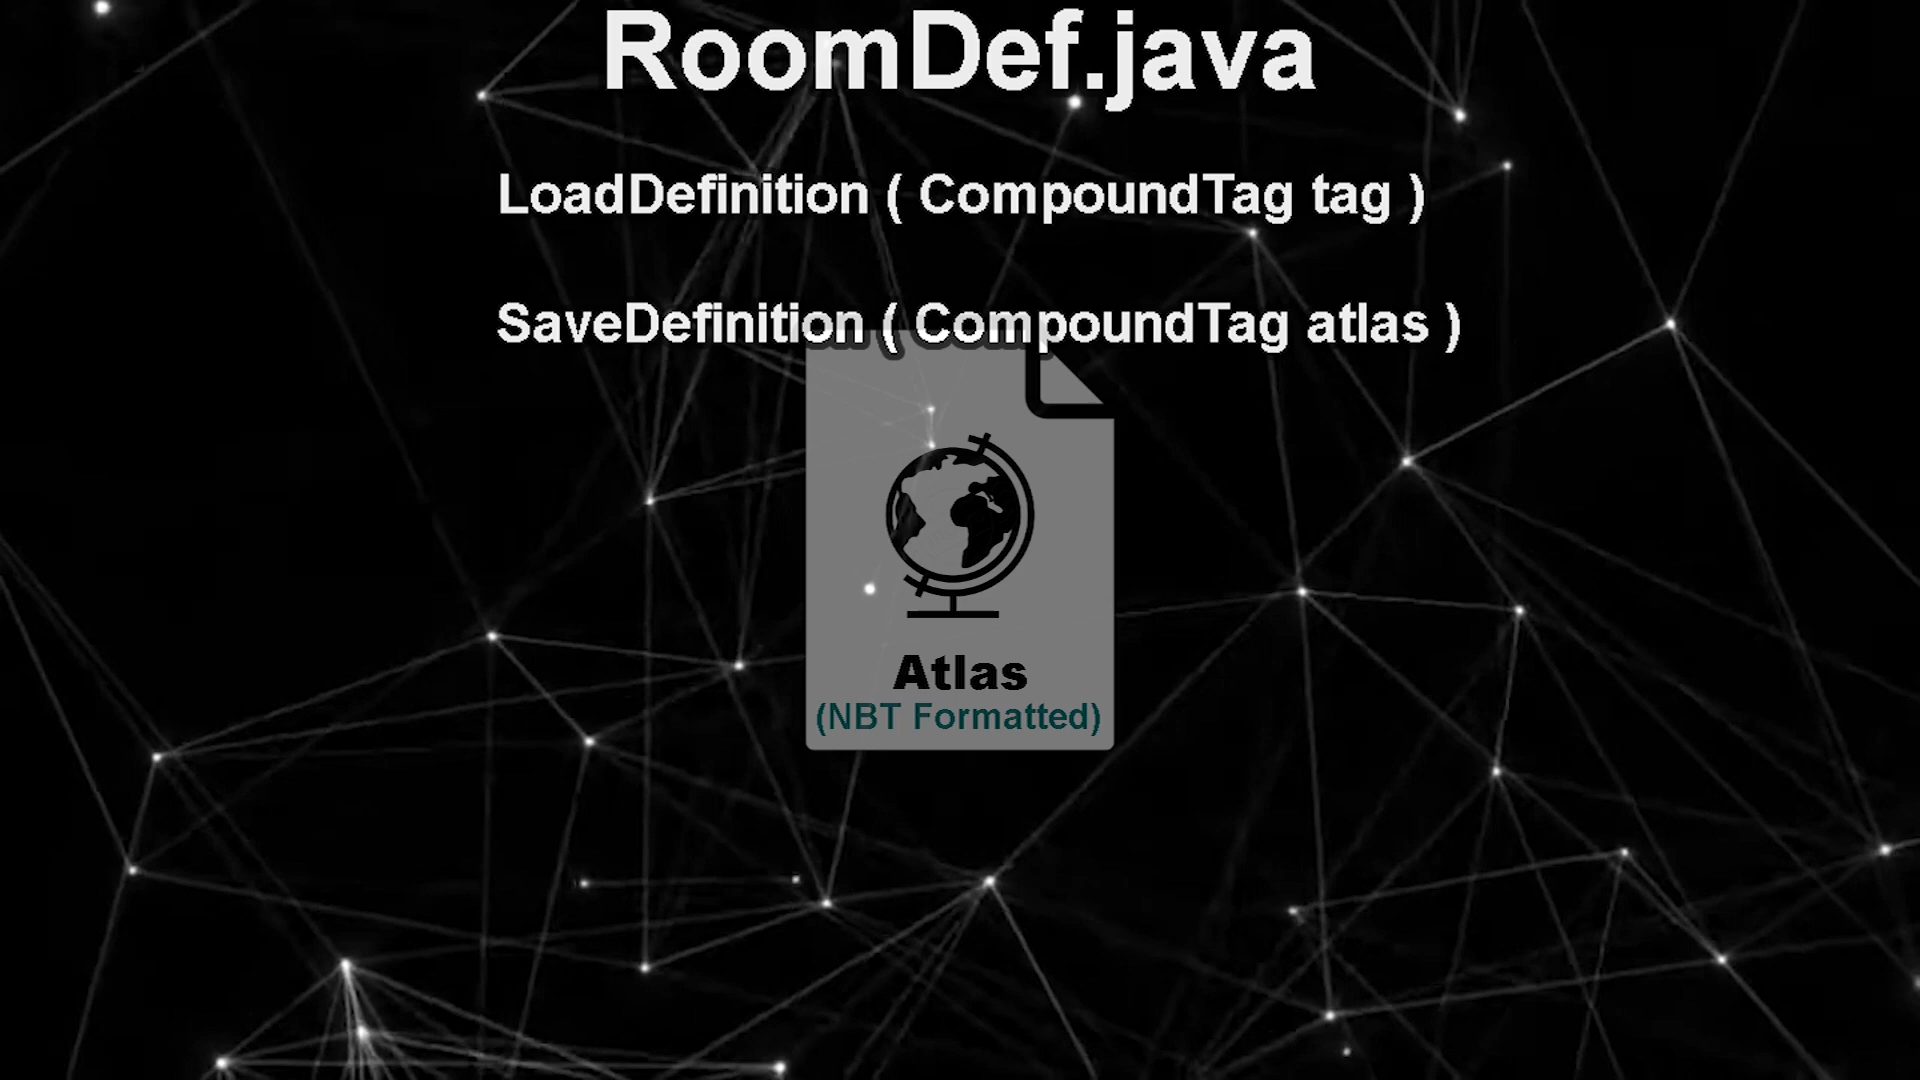 RoomDef.java
LoadDefinition ( CompoundTag tag )
SaveDefinition ( CompoundTag atlas )
Atlas
(NBT Formatted)